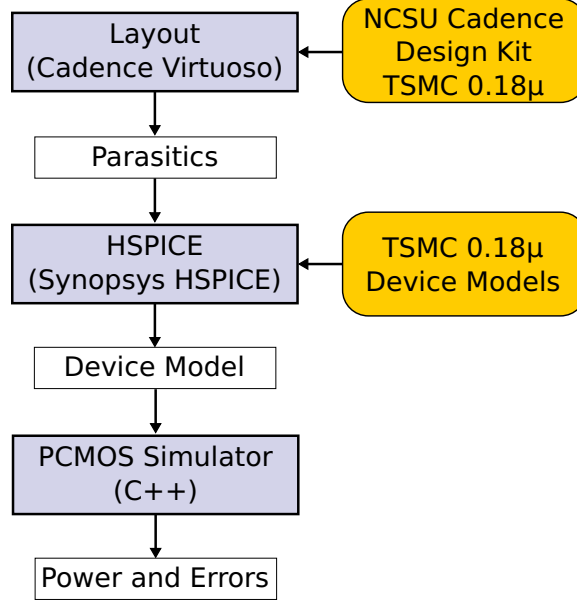 Layout
(Cadence Virtuoso)
NCSU Cadence
Design Kit
TSMC 0.18μ
Parasitics
HSPICE
(Synopsys HSPICE)
TSMC 0.18μ
Device Models
Device Model
PCMOS Simulator
(C++)
Power and Errors